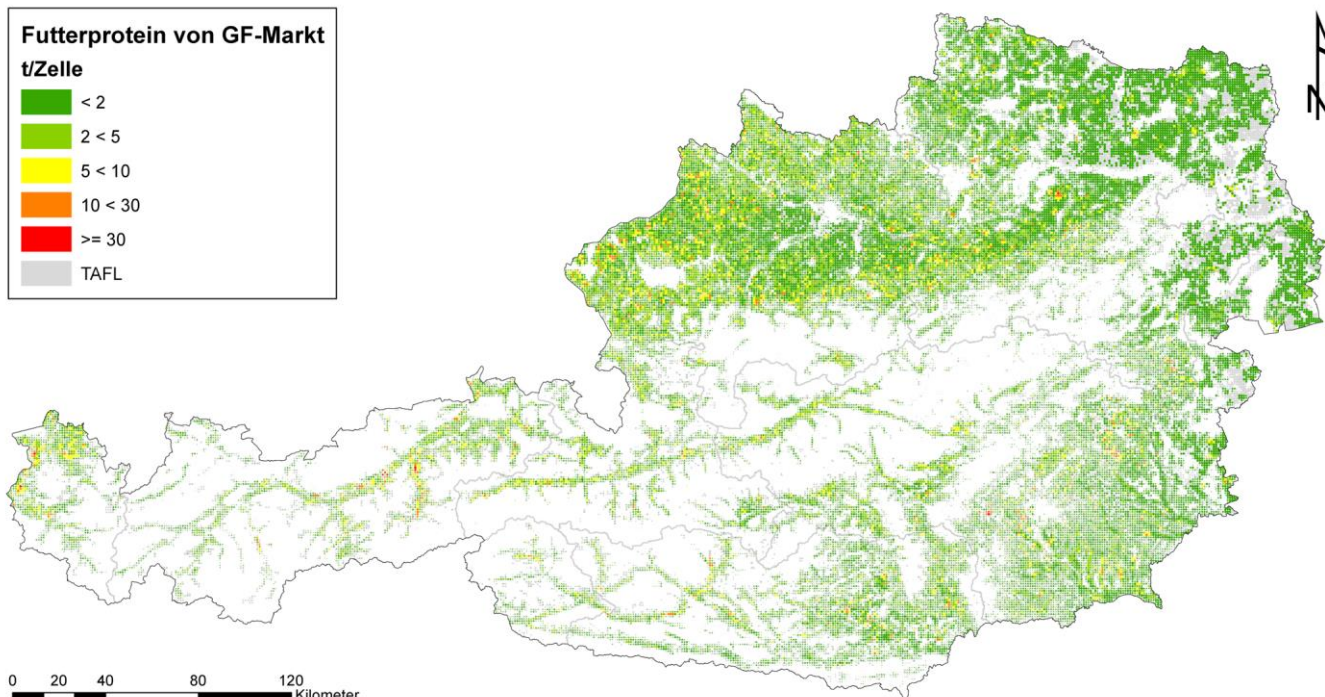 Futterprotein von GF-Markt
t/Zelle
< 2
2 < 5
5 < 10
10 < 30
>= 30
TAFL
N
0 20 40 80 120
Kilometer